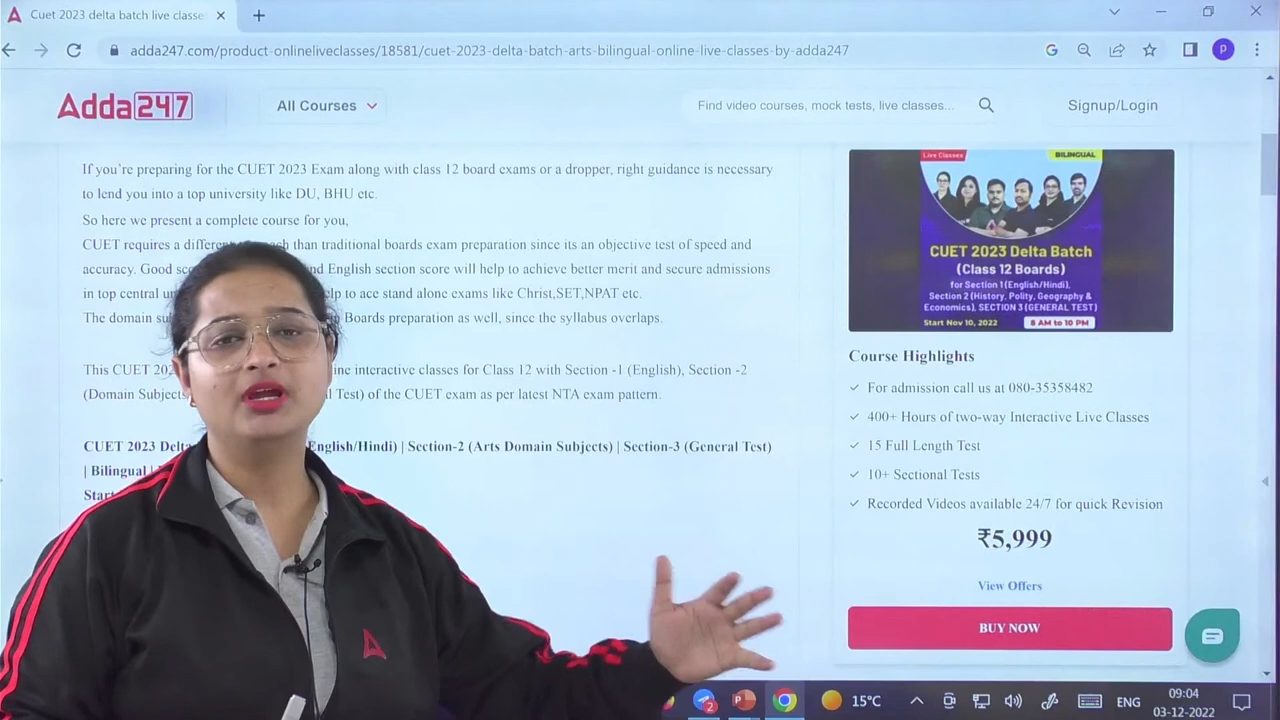 Cuet 2023 delta batch live classe
adda247.com/product-onlineliveclasses/18581/cuet-2023-delta-batch-arts-bilingual-online-live-classes-by-adda247
P
Adda247
All Courses
Find video courses, mock tests, live classes...
Signup/Login
If you're preparing for the CUET 2023 Exam along with class 12 board exams or a dropper, right guidance is necessary
to lend you into a top university like DU, BHU etc.
So here we present a complete course for you,
CUET requires a different than traditional boards exam preparation since its an objective test of speed and
accuracy. Good English section score will help to achieve better merit and secure admissions
in top central to ace stand alone exams like Christ,SET,NPAT etc.
The domain preparation as well, since the syllabus overlaps.
This CUET interactive classes for Class 12 with Section -1 (English), Section -2
(Domain Subjects Test) of the CUET exam as per latest NTA exam pattern.
CUET 2023 English/Hindi) | Section-2 (Arts Domain Subjects) | Section-3 (General Test)
| Bilingual |
Live Classes
BILINGUAL
CUET 2023 Delta Batch
(Class 12 Boards)
for Section 1 (English/Hindi),
Section 2 (History, Polity, Geography &
Economics), SECTION 3 (GENERAL TEST)
Start Nov 10, 2022
8 AM to 10 PM
Course Highlights
For admission call us at 080-35358482
400+ Hours of two-way Interactive Live Classes
15 Full Length Test
10+ Sectional Tests
Recorded Videos available 24/7 for quick Revision
₹5,999
View Offers
BUY NOW
2
15°C
ENG
09:04
03-12-2022